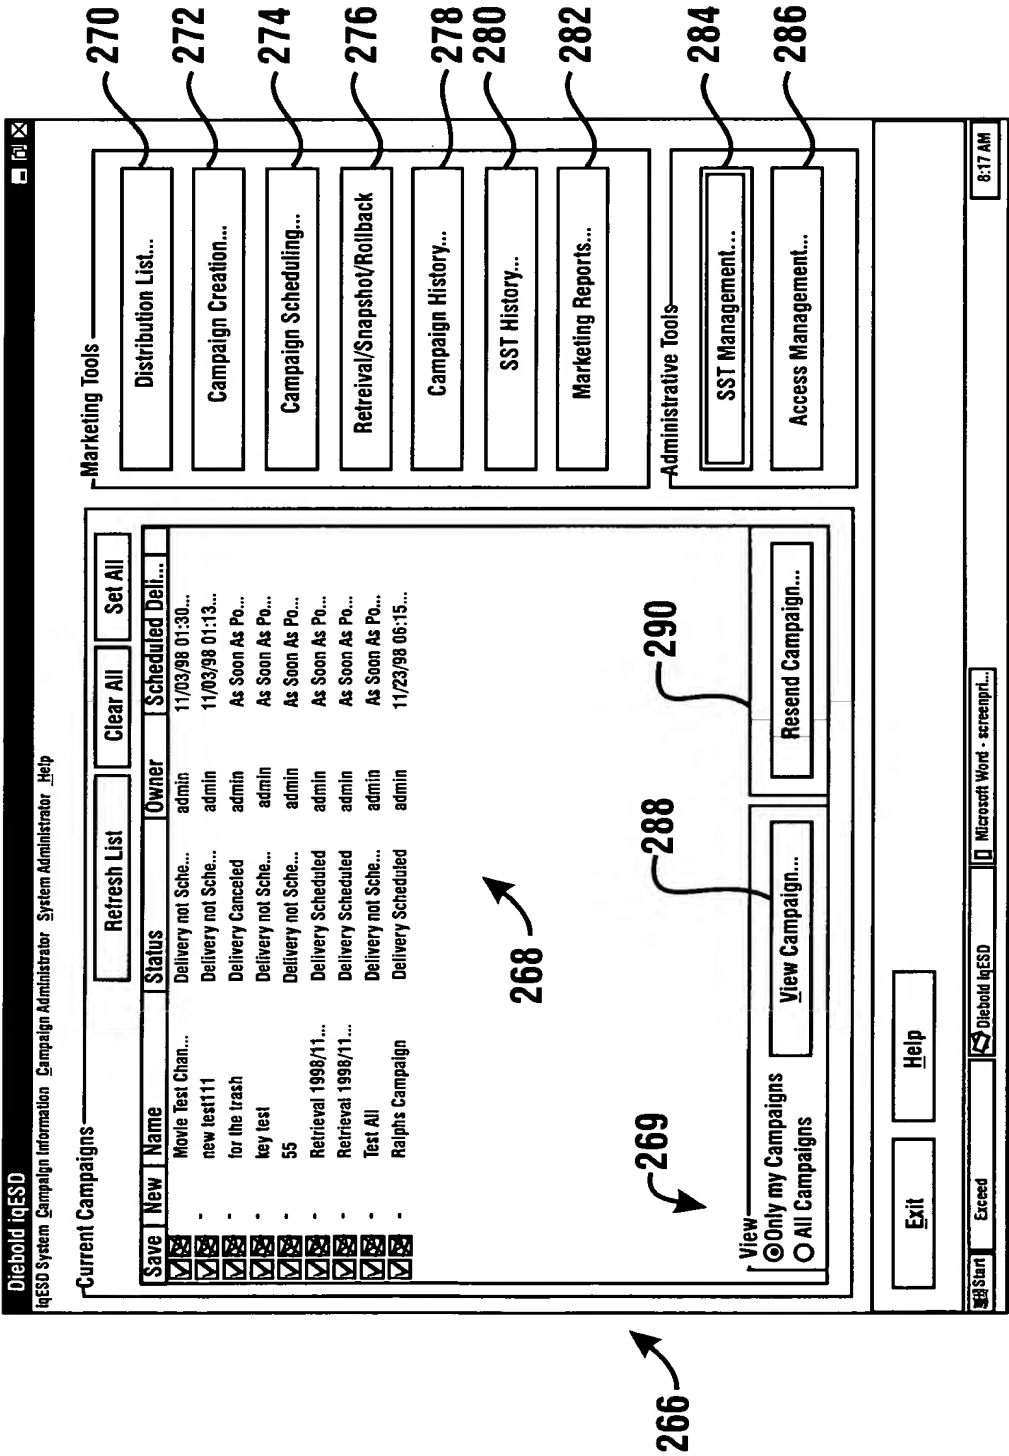 Diebold iqESD
iqESD System Campaign Information Campaign Administrator System Administrator Help
Current Campaigns
Refresh List Clear All Set All
Save New Name Status Owner Scheduled Deli...
Movie Test Chan... Delivery not Sche... admin 11/03/98 01:30...
- new test111 Delivery not Sche... admin 11/03/98 01:13...
- for the trash Delivery Canceled admin As Soon As Po...
- key test Delivery not Sche... admin As Soon As Po...
- 55 Delivery not Sche... admin As Soon As Po...
- Retrieval 1998/11... Delivery Scheduled admin As Soon As Po...
- Retrieval 1998/11... Delivery Scheduled admin As Soon As Po...
- Test All Delivery not Sche... admin As Soon As Po...
- Ralphs Campaign Delivery Scheduled admin 11/23/98 06:15...
View
Only my Campaigns
All Campaigns
View Campaign...
Resend Campaign...
Marketing Tools
Distribution List...
Campaign Creation...
Campaign Scheduling...
Retreival/Snapshot/Rollback
Campaign History...
SST History...
Marketing Reports...
Administrative Tools
SST Management...
Access Management...
Exit Help
Start Exceed Diebold iqESD Microsoft Word - screenpri... 8:17 AM
266
268
269
270
272
274
276
278
280
282
284
286
288
290